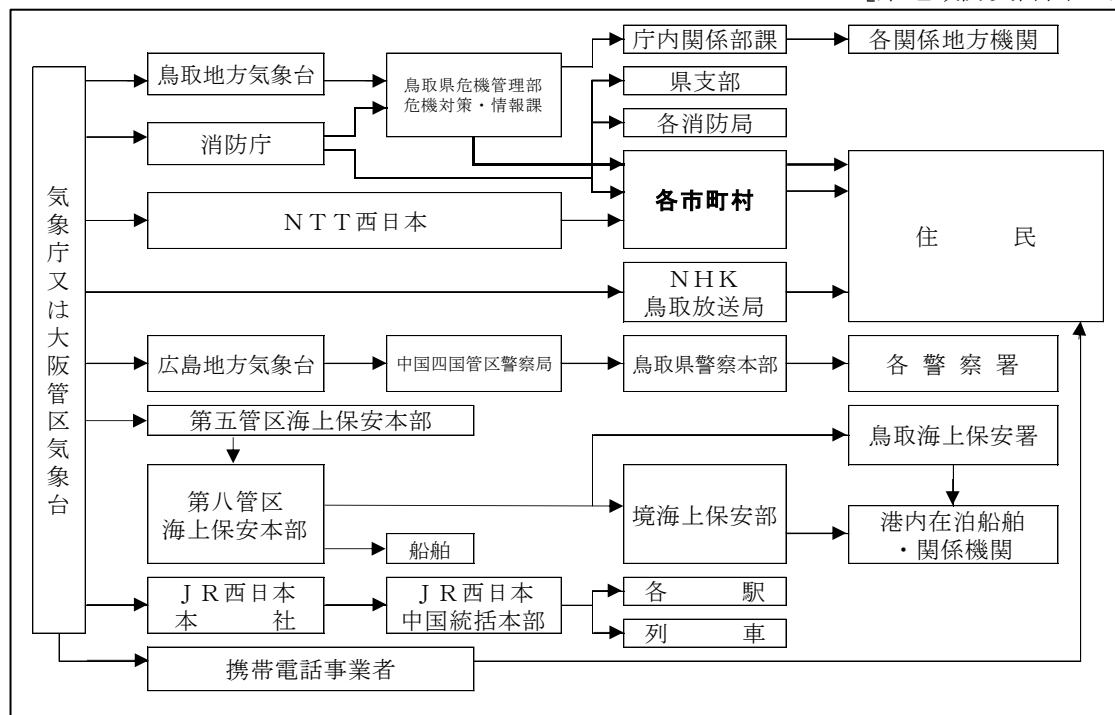 庁内関係部課
各関係地方機関
鳥取地方気象台
鳥取県危機管理部
危機対策・情報課
県支部
消防庁
各消防局
気象庁又は大阪管区気象台
各市町村
ＮＴＴ西日本
住　　民
ＮＨＫ
鳥取放送局
広島地方気象台
中国四国管区警察局
鳥取県警察本部
各警察署
第五管区海上保安本部
鳥取海上保安署
第八管区
海上保安本部
境海上保安部
港内在泊船舶
・関係機関
船舶
ＪＲ西日本
本　　社
ＪＲ西日本
中国統括本部
各　　駅
列　　車
携帯電話事業者